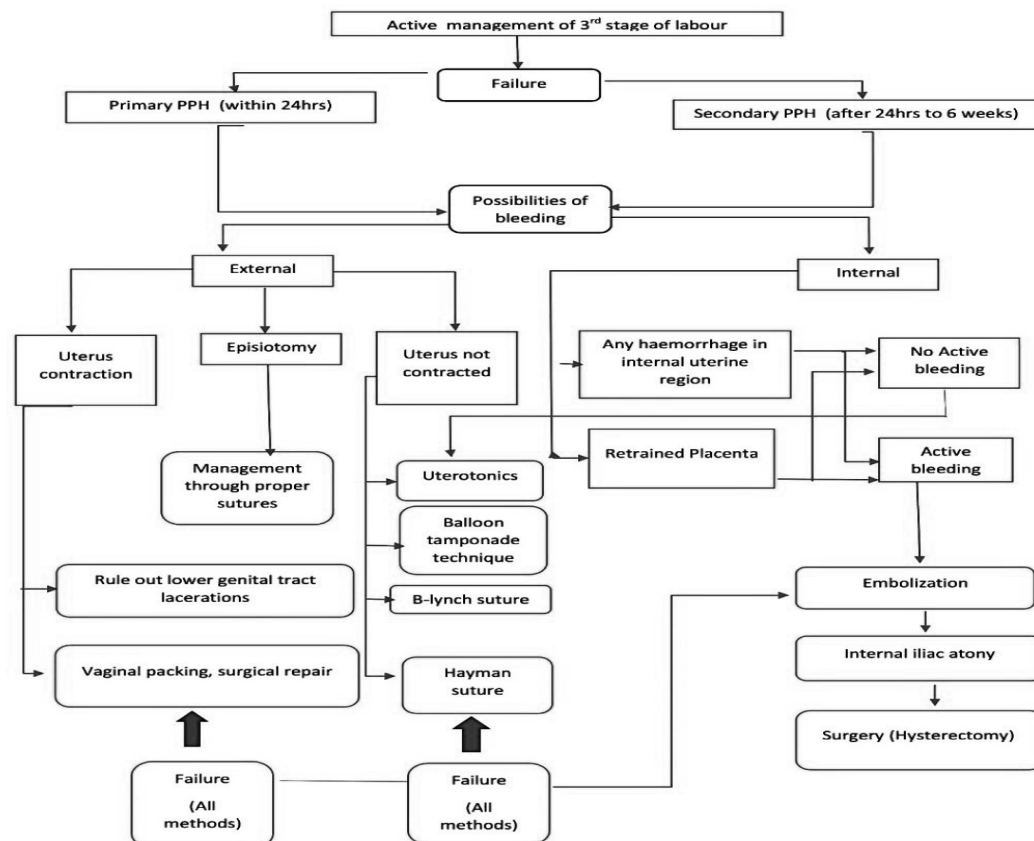 Active management of 3rd stage of labour
Failure
Primary PPH (within 24hrs)
Secondary PPH (after 24hrs to 6 weeks)
Possibilities of
bleeding
External
Internal
Uterus
contraction
Episiotomy
Uterus not
contracted
Any haemorrhage in
internal uterine
region
No Active
bleeding
Management
through proper
sutures
Uterotonics
Retrained Placenta
Active
bleeding
Balloon
tamponade
technique
Rule out lower genital tract
lacerations
B-lynch suture
Embolization
Vaginal packing, surgical repair
Hayman
suture
Internal iliac atony
Surgery (Hysterectomy)
Failure
(All
methods)
Failure
(All
methods)